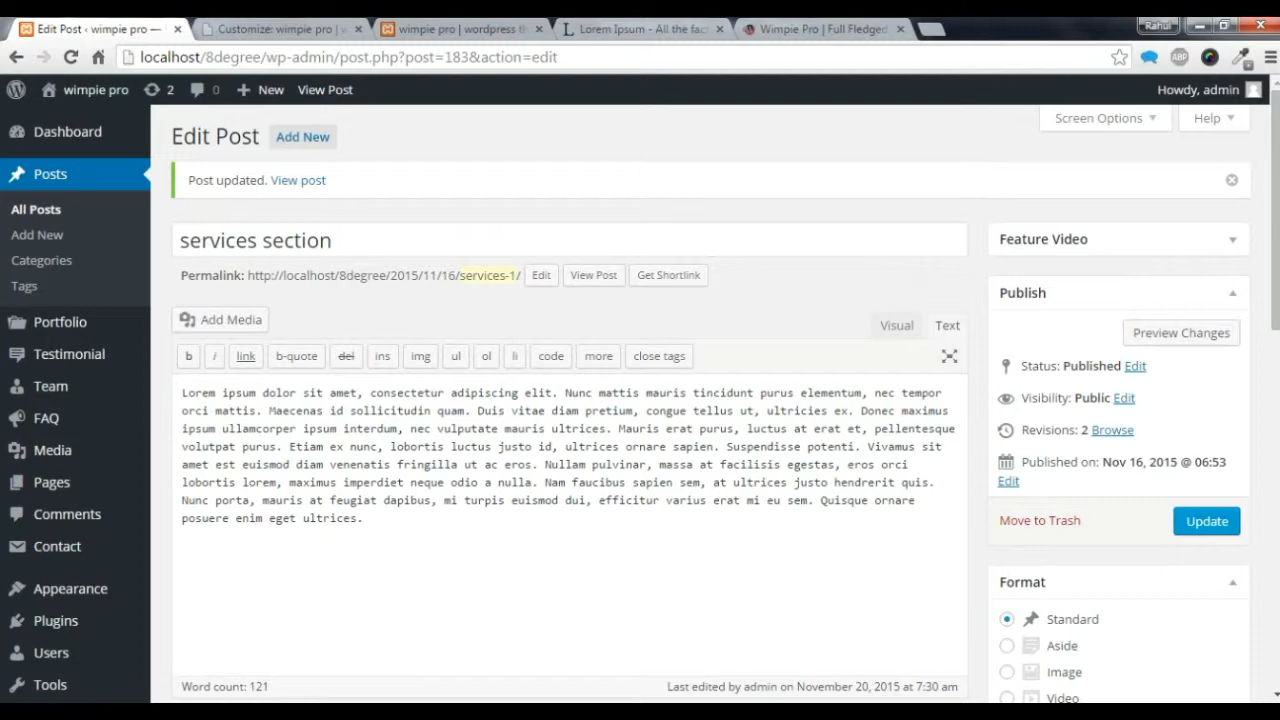 Edit Post ‹ wimpie pro —
Customize: wimpie pro |
wimpie pro | wordpress t
Lorem Ipsum - All the fac
Wimpie Pro | Full Fledged
Rahul
localhost/8degree/wp-admin/post.php?post=183&action=edit
ABP
wimpie pro
2
0
New
View Post
Howdy, admin
Dashboard
Posts
All Posts
Add New
Categories
Tags
Portfolio
Testimonial
Team
FAQ
Media
Pages
Comments
Contact
Appearance
Plugins
Users
Tools
Screen Options
Help
Edit Post
Add New
Post updated. View post
services section
Permalink: http://localhost/8degree/2015/11/16/services-1/
Edit
View Post
Get Shortlink
Add Media
Visual
Text
b
i
link
b-quote
del
ins
img
ul
ol
li
code
more
close tags
Lorem ipsum dolor sit amet, consectetur adipiscing elit. Nunc mattis mauris tincidunt purus elementum, nec tempor
orci mattis. Maecenas id sollicitudin quam. Duis vitae diam pretium, congue tellus ut, ultricies ex. Donec maximus
ipsum ullamcorper ipsum interdum, nec vulputate mauris ultrices. Mauris erat purus, luctus at erat et, pellentesque
volutpat purus. Etiam ex nunc, lobortis luctus justo id, ultrices ornare sapien. Suspendisse potenti. Vivamus sit
amet est euismod diam venenatis fringilla ut ac eros. Nullam pulvinar, massa at facilisis egestas, eros orci
lobortis lorem, maximus imperdiet neque odio a nulla. Nam faucibus sapien sem, at ultrices justo hendrerit quis.
Nunc porta, mauris at feugiat dapibus, mi turpis euismod dui, efficitur varius erat mi eu sem. Quisque ornare
posuere enim eget ultrices.
Word count: 121
Last edited by admin on November 20, 2015 at 7:30 am
Feature Video
Publish
Preview Changes
Status: Published Edit
Visibility: Public Edit
Revisions: 2 Browse
Published on: Nov 16, 2015 @ 06:53
Edit
Move to Trash
Update
Format
Standard
Aside
Image
Video